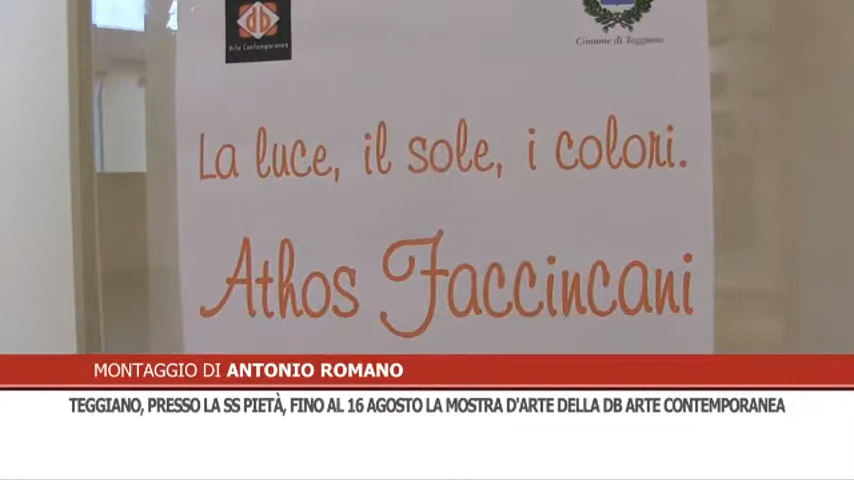 db
Arte Contemporanea
Comune di Teggiano
La luce, il sole, i colori.
Athos Faccincani
MONTAGGIO DI ANTONIO ROMANO
TEGGIANO, PRESSO LA SS PIETÀ, FINO AL 16 AGOSTO LA MOSTRA D'ARTE DELLA DB ARTE CONTEMPORANEA